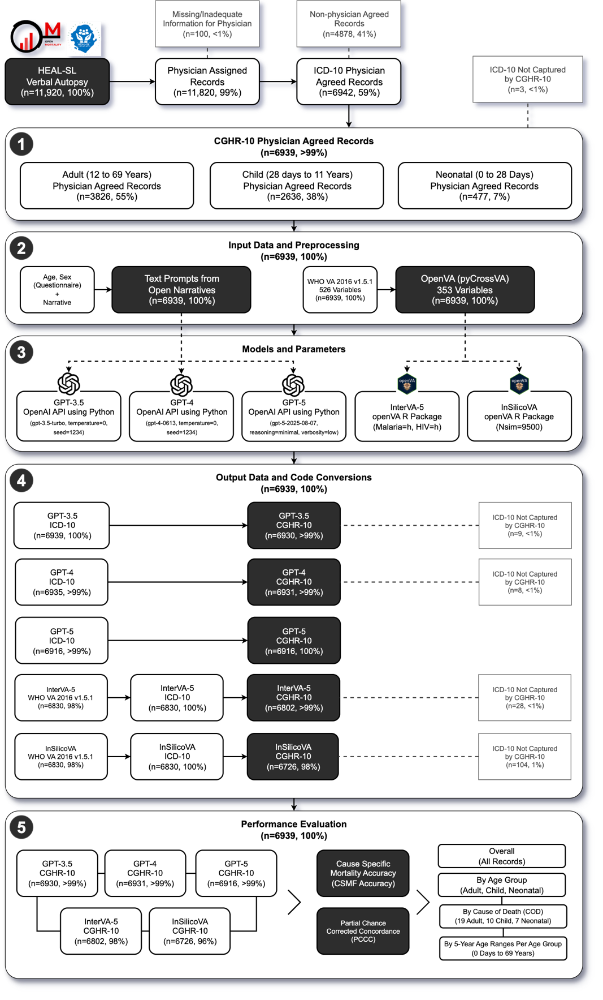 Missing/Inadequate
Information for Physician
(n=100, <1%)
Non-physician Agreed
Records
(n=4878, 41%)
M
OPEN
MORTALITY
HEAL-SL
HEAL-SL
Verbal Autopsy
(n=11,920, 100%)
Physician Assigned
Records
(n=11,820, 99%)
ICD-10 Physician
Agreed Records
(n=6942, 59%)
ICD-10 Not Captured
by CGHR-10
(n=3, <1%)
1
CGHR-10 Physician Agreed Records
(n=6939, >99%)
Adult (12 to 69 Years)
Physician Agreed Records
(n=3826, 55%)
Child (28 days to 11 Years)
Physician Agreed Records
(n=2636, 38%)
Neonatal (0 to 28 Days)
Physician Agreed Records
(n=477, 7%)
2
Input Data and Preprocessing
(n=6939, 100%)
Age, Sex
(Questionnaire)
+
Narrative
Text Prompts from
Open Narratives
(n=6939, 100%)
WHO VA 2016 v1.5.1
526 Variables
(n=6939, 100%)
OpenVA (pyCrossVA)
353 Variables
(n=6939, 100%)
3
Models and Parameters
GPT-3.5
OpenAI API using Python
(gpt-3.5-turbo, temperature=0,
seed=1234)
GPT-4
OpenAI API using Python
(gpt-4-0613, temperature=0,
seed=1234)
GPT-5
OpenAI API using Python
(gpt-5-2025-08-07,
reasoning=minimal, verbosity=low)
openVA
InterVA-5
openVA R Package
(Malaria=h, HIV=h)
openVA
InSilicoVA
openVA R Package
(Nsim=9500)
4
Output Data and Code Conversions
(n=6939, 100%)
GPT-3.5
ICD-10
(n=6939, 100%)
GPT-3.5
CGHR-10
(n=6930, >99%)
ICD-10 Not Captured
by CGHR-10
(n=9, <1%)
GPT-4
ICD-10
(n=6935, >99%)
GPT-4
CGHR-10
(n=6931, >99%)
ICD-10 Not Captured
by CGHR-10
(n=8, <1%)
GPT-5
ICD-10
(n=6916, >99%)
GPT-5
CGHR-10
(n=6916, 100%)
InterVA-5
WHO VA 2016 v1.5.1
(n=6830, 98%)
InterVA-5
ICD-10
(n=6830, 100%)
InterVA-5
CGHR-10
(n=6802, >99%)
ICD-10 Not Captured
by CGHR-10
(n=28, <1%)
InSilicoVA
WHO VA 2016 v1.5.1
(n=6830, 98%)
InSilicoVA
ICD-10
(n=6830, 100%)
InSilicoVA
CGHR-10
(n=6726, 98%)
ICD-10 Not Captured
by CGHR-10
(n=104, 1%)
5
Performance Evaluation
(n=6939, 100%)
GPT-3.5
CGHR-10
(n=6930, >99%)
GPT-4
CGHR-10
(n=6931, >99%)
GPT-5
CGHR-10
(n=6916, >99%)
InterVA-5
CGHR-10
(n=6802, 98%)
InSilicoVA
CGHR-10
(n=6726, 96%)
Cause Specific
Mortality Accuracy
(CSMF Accuracy)
Partial Chance
Corrected Concordance
(PCCC)
Overall
(All Records)
By Age Group
(Adult, Child, Neonatal)
By Cause of Death (COD)
(19 Adult, 10 Child, 7 Neonatal)
By 5-Year Age Ranges Per Age Group
(0 Days to 69 Years)